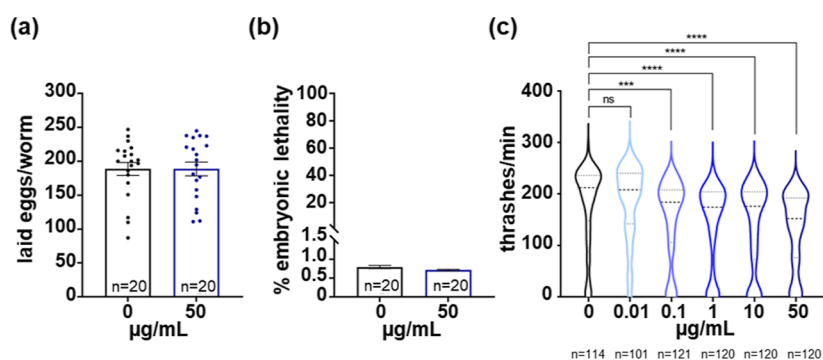 (a)
laid eggs/worm
300
250
200
150
100
50
0
n=20
n=20
0
50
µg/mL
(b)
% embryonic lethality
100
80
60
40
20
1.5
1.0
0.5
0.0
n=20
n=20
0
50
µg/mL
(c)
thrashes/min
400
300
200
100
0
****
****
****
***
ns
0
0.01
0.1
1
10
50
µg/mL
n=114
n=101
n=121
n=120
n=120
n=120